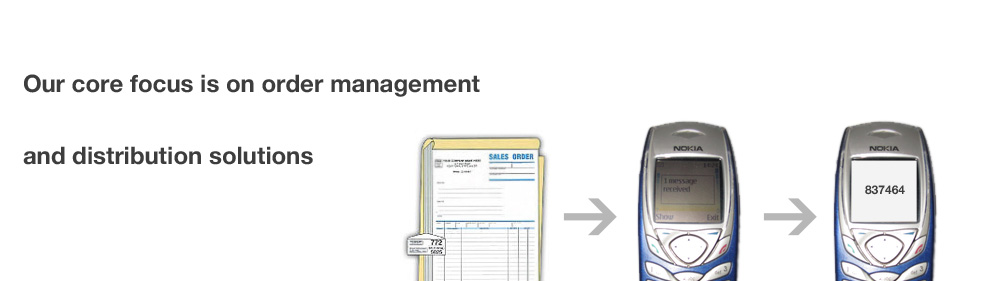 Our core focus is on order management
and distribution solutions
SALES ORDER
772
5025
NOKIA
1 message
received
Show Exit
NOKIA
837464